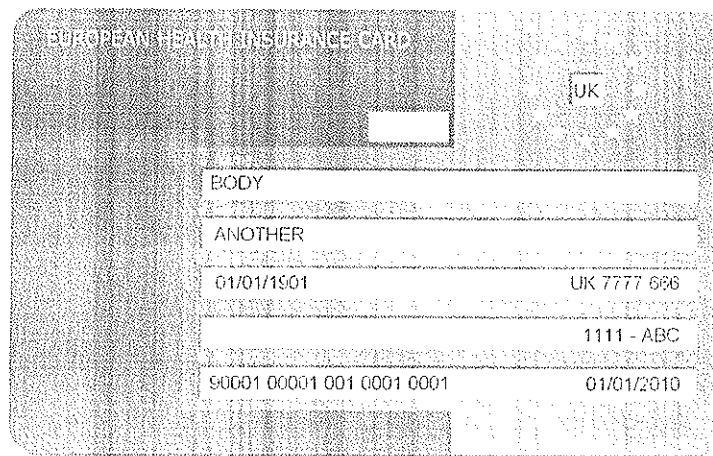 EUROPEAN HEALTH INSURANCE CARD
UK
BODY
ANOTHER
01/01/1901 UK 7777 666
1111 - ABC
90001 00001 001 0001 0001 01/01/2010